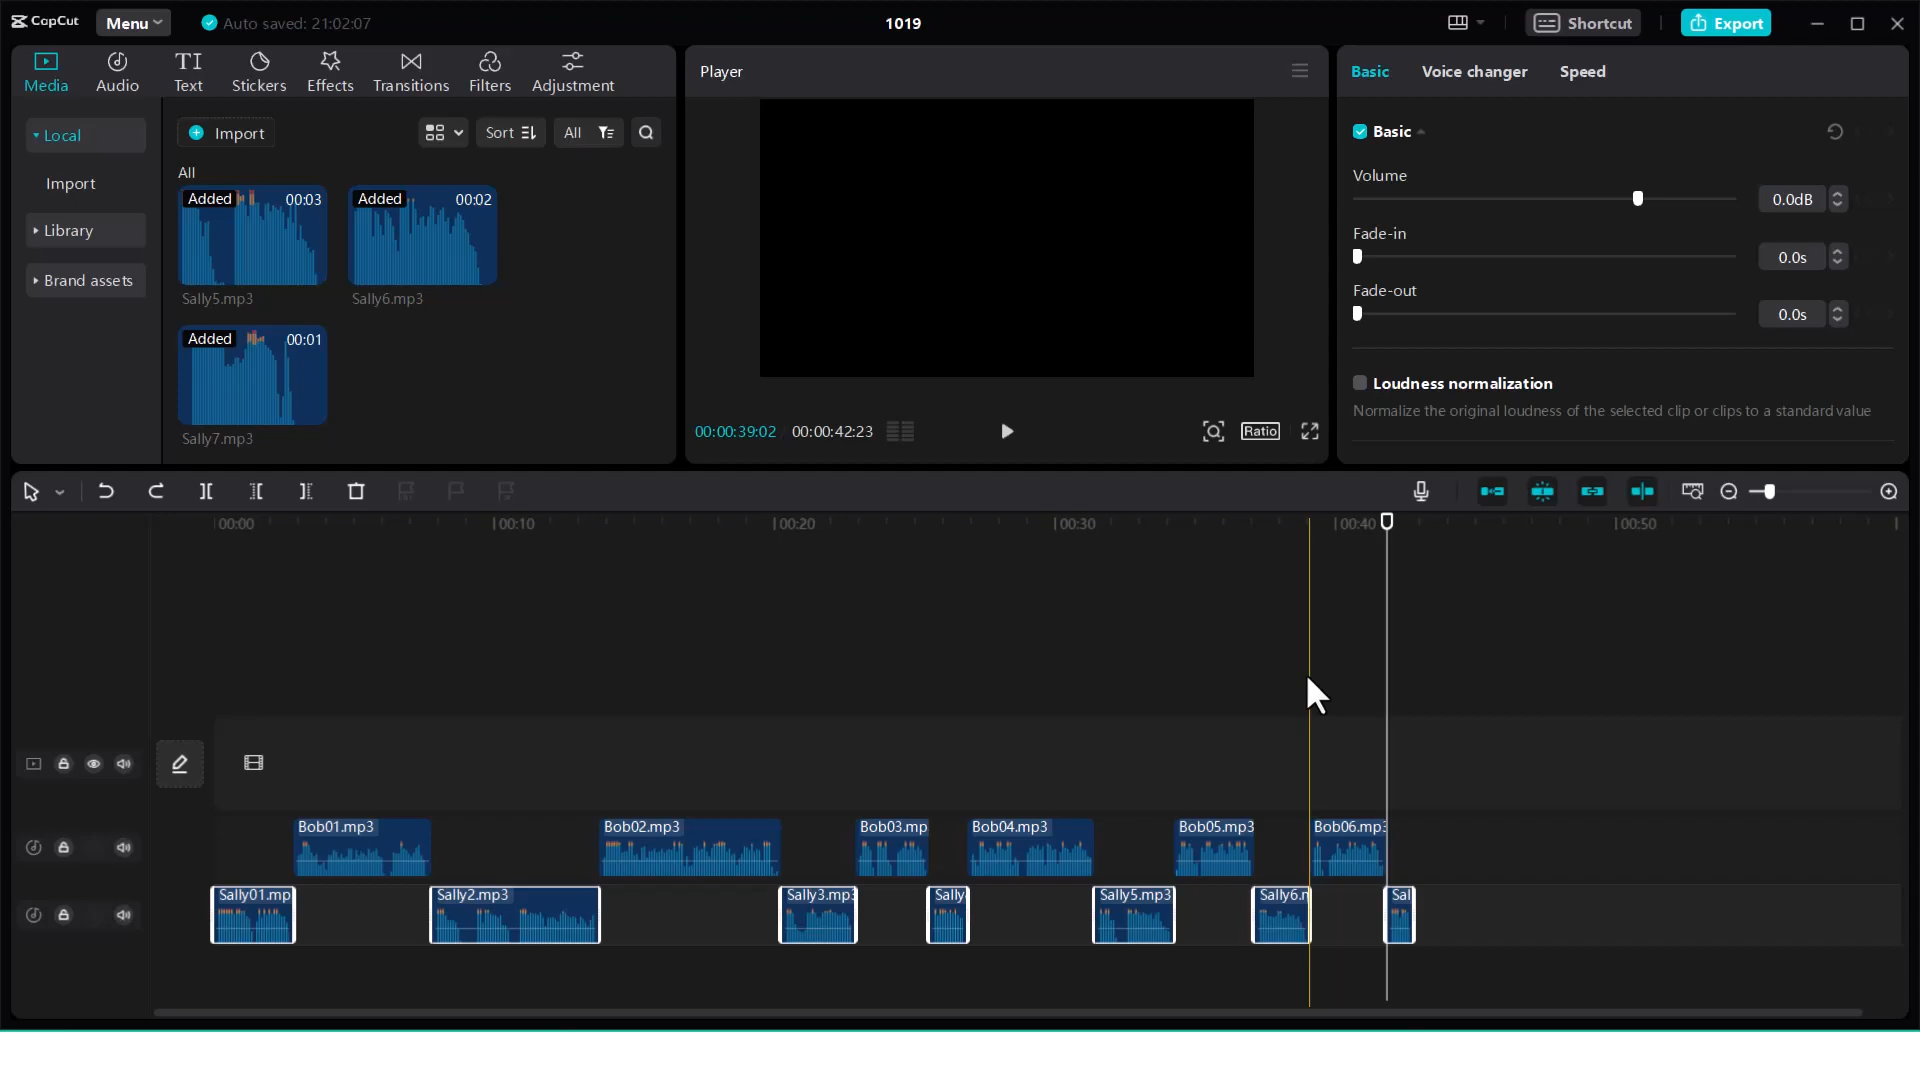 CapCut
Menu
Auto saved: 21:02:07
1019
Shortcut
Export
Media
Audio
TI
Text
Stickers
Effects
Transitions
Filters
Adjustment
Local
Import
Library
Brand assets
Import
Sort
All
All
Added
00:03
Sally5.mp3
Added
00:02
Sally6.mp3
Added
00:01
Sally7.mp3
Player
00:00:39:02
00:00:42:23
Ratio
Basic
Voice changer
Speed
Basic
Volume
0.0dB
Fade-in
0.0s
Fade-out
0.0s
Loudness normalization
Normalize the original loudness of the selected clip or clips to a standard value
00:00
00:10
00:20
00:30
00:40
00:50
Bob01.mp3
Bob02.mp3
Bob03.mp
Bob04.mp3
Bob05.mp3
Bob06.mp3
Sally01.mp
Sally2.mp3
Sally3.mp3
Sally
Sally5.mp3
Sally6.m
Sal